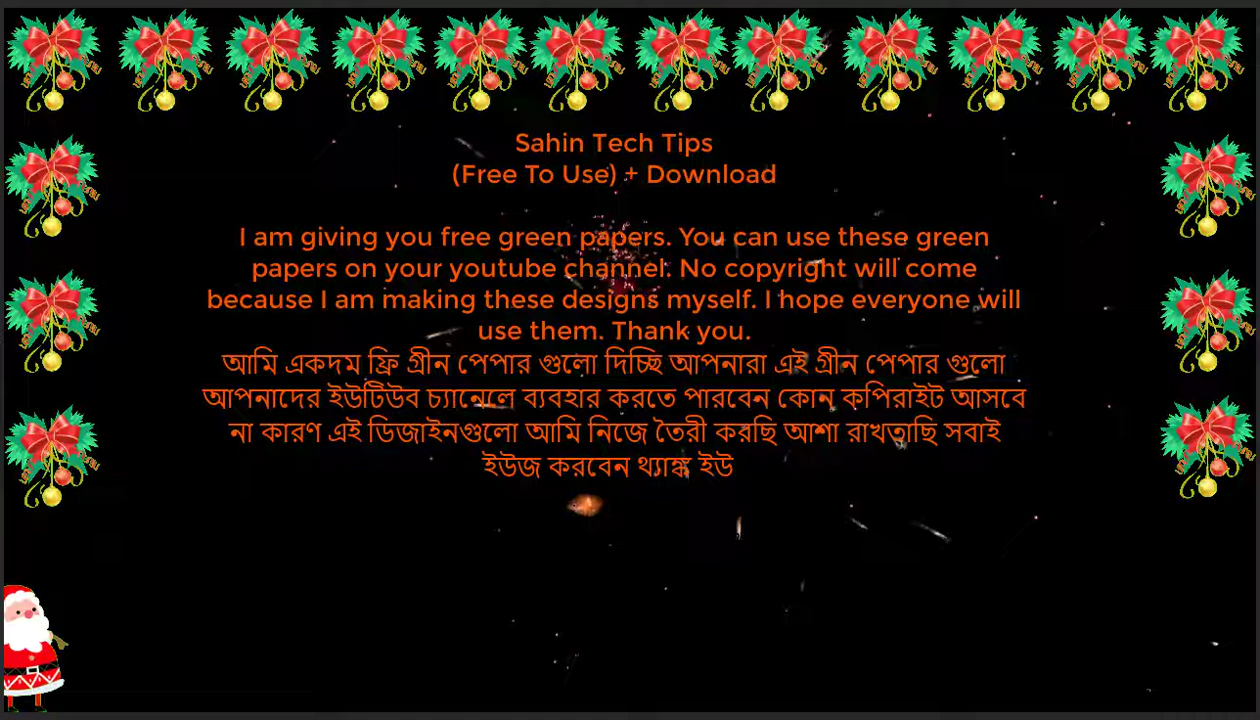 Sahin Tech Tips
(Free To Use) + Download
I am giving you free green papers. You can use these green
papers on your youtube channel. No copyright will come
because I am making these designs myself. I hope everyone will
use them. Thank you.
আমি একদম ফ্রি গ্রীন পেপার গুলো দিচ্ছি আপনারা এই গ্রীন পেপার গুলো
আপনাদের ইউটিউব চ্যানেলে ব্যবহার করতে পারবেন কোন কপিরাইট আসবে
না কারণ এই ডিজাইনগুলো আমি নিজে তৈরী করছি আশা রাখতাছি সবাই
ইউজ করবেন থ্যাঙ্ক ইউ